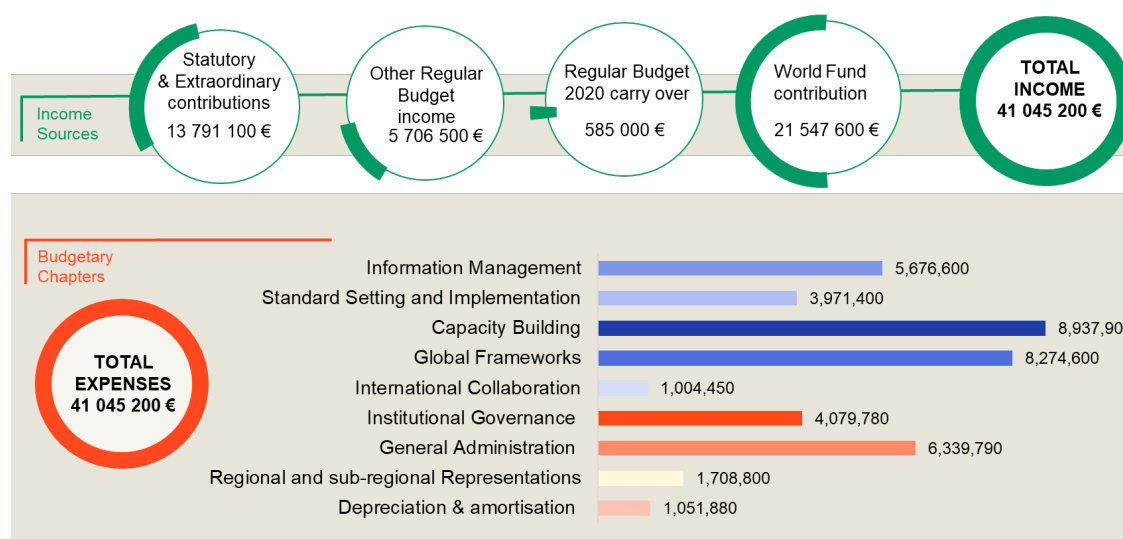 Income
Sources
Statutory
& Extraordinary
contributions
13 791 100 €
Other Regular
Budget
income
5 706 500 €
Regular Budget
2020 carry over
585 000 €
World Fund
contribution
21 547 600 €
TOTAL
INCOME
41 045 200 €
Budgetary
Chapters
TOTAL
EXPENSES
41 045 200 €
Information Management 5,676,600
Standard Setting and Implementation 3,971,400
Capacity Building 8,937,90
Global Frameworks 8,274,600
International Collaboration 1,004,450
Institutional Governance 4,079,780
General Administration 6,339,790
Regional and sub-regional Representations 1,708,800
Depreciation & amortisation 1,051,880